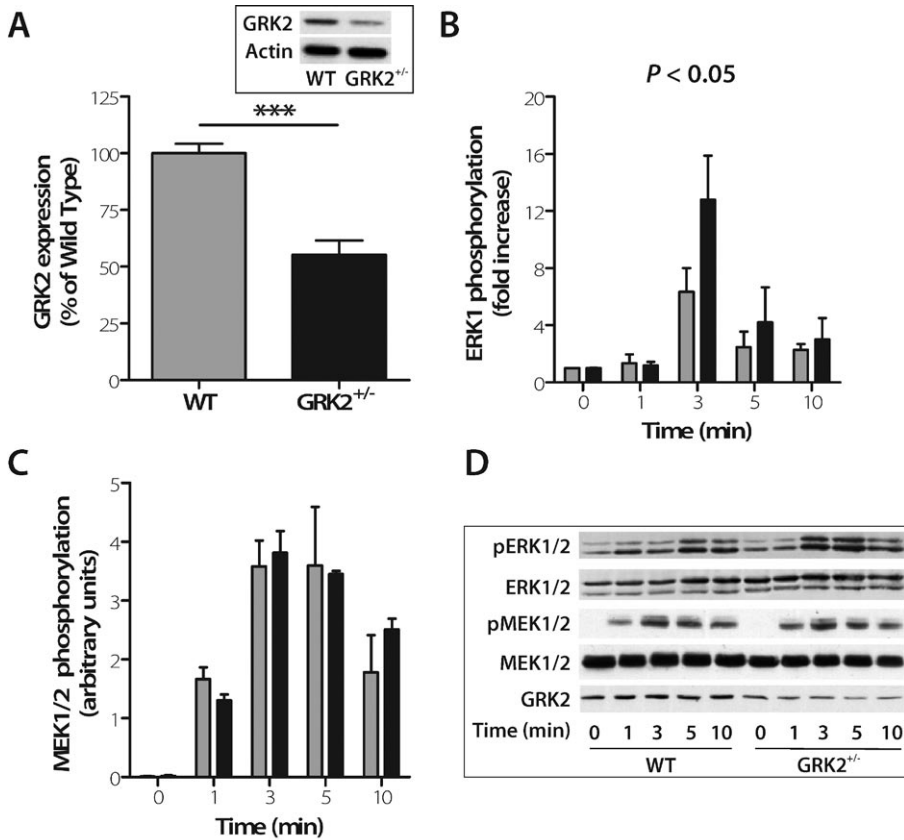 A
GRK2
Actin
WT GRK2+/-
***
GRK2 expression
(% of Wild Type)
125
100
75
50
25
0
WT GRK2+/-
B
P < 0.05
ERK1 phosphorylation
(fold increase)
20
16
12
8
4
0
0 1 3 5 10
Time (min)
C
MEK1/2 phosphorylation
(arbitrary units)
5
4
3
2
1
0
0 1 3 5 10
Time (min)
D
pERK1/2
ERK1/2
pMEK1/2
MEK1/2
GRK2
Time (min) 0 1 3 5 10 0 1 3 5 10
WT GRK2+/-